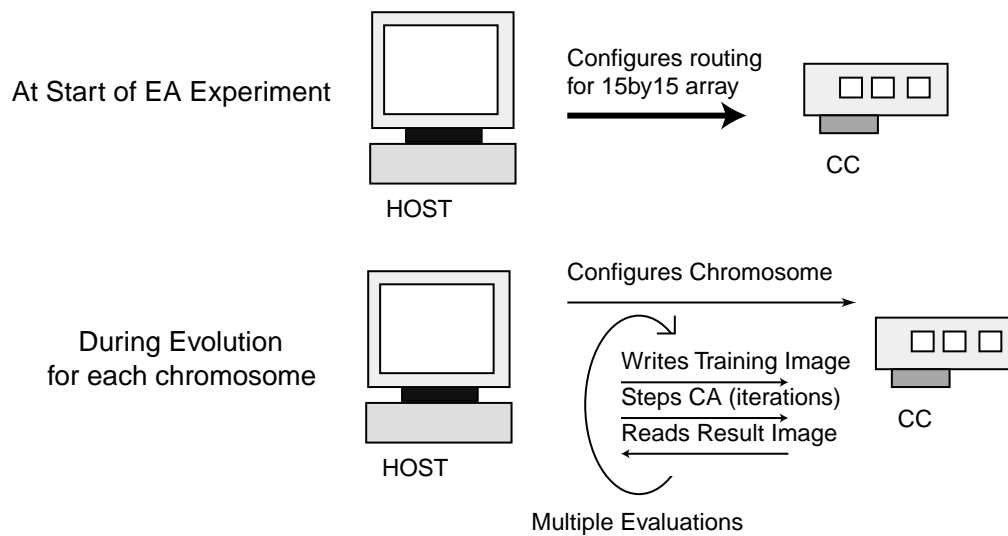 At Start of EA Experiment
Configures routing
for 15by15 array
HOST
CC
During Evolution
for each chromosome
Configures Chromosome
Writes Training Image
Steps CA (iterations)
Reads Result Image
HOST
CC
Multiple Evaluations